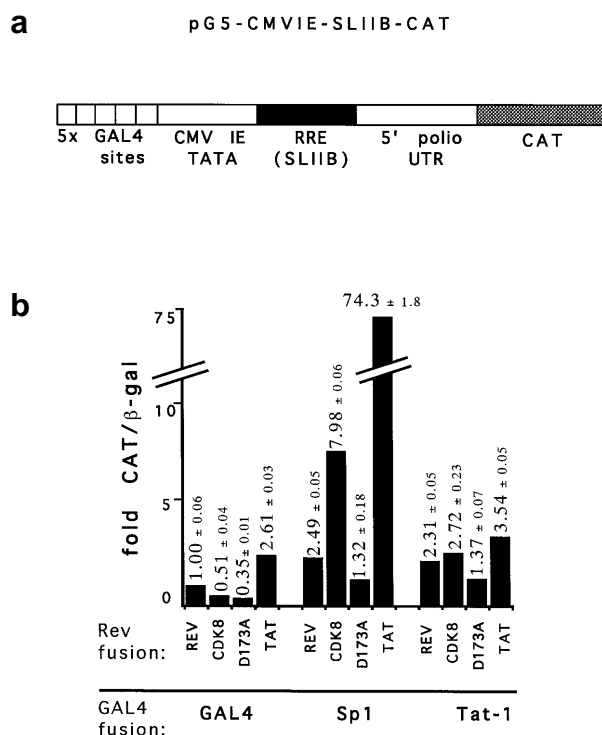 a
pG5-CMVIE-SLIIB-CAT
5x GAL4 sites
CMV IE TATA
RRE (SLIIB)
5' polio UTR
CAT
b
fold CAT/β-gal
75
10
5
0
1.00 ± 0.06
0.51 ± 0.04
0.35 ± 0.01
2.61 ± 0.03
2.49 ± 0.05
7.98 ± 0.06
1.32 ± 0.18
74.3 ± 1.8
2.31 ± 0.05
2.72 ± 0.23
1.37 ± 0.07
3.54 ± 0.05
Rev fusion:
REV CDK8 D173A TAT REV CDK8 D173A TAT REV CDK8 D173A TAT
GAL4 fusion:
GAL4 Sp1 Tat-1